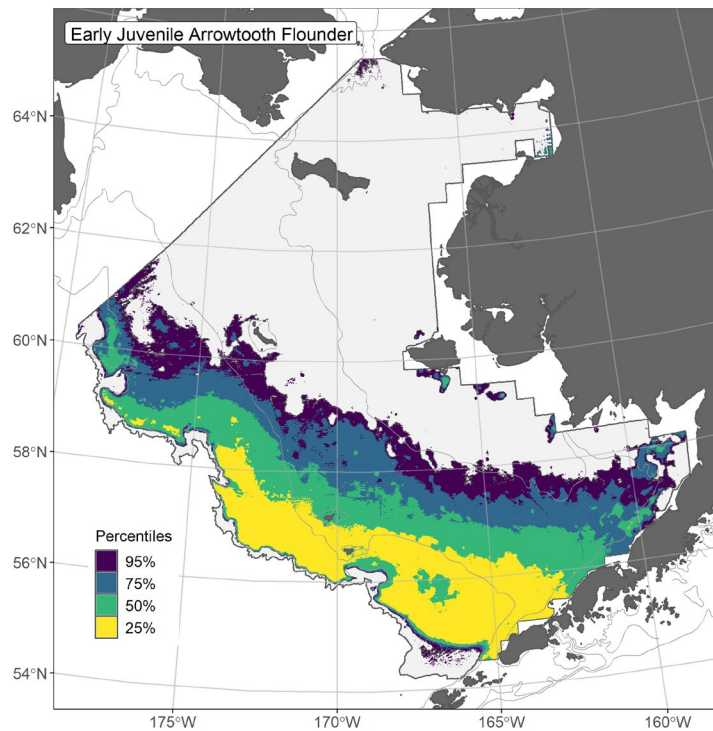 Early Juvenile Arrowtooth Flounder
64°N
62°N
60°N
58°N
56°N
54°N
Percentiles
95%
75%
50%
25%
175°W
170°W
165°W
160°W